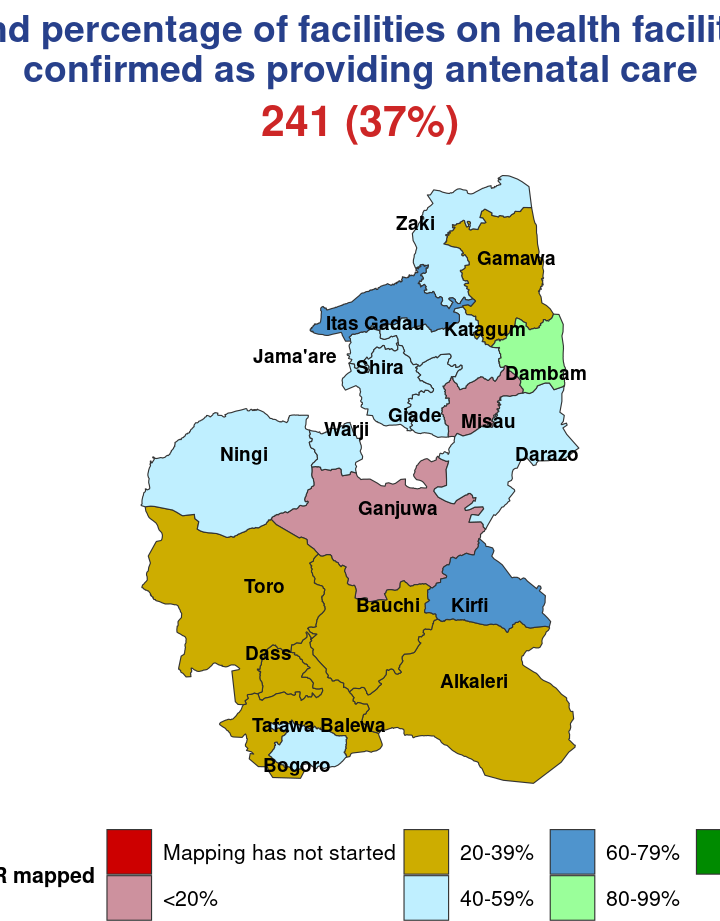 nd percentage of facilities on health facilit
confirmed as providing antenatal care
241 (37%)
Zaki
Gamawa
Itas Gadau
Katagum
Jama'are
Shira
Dambam
Giade
Misau
Warji
Ningi
Darazo
Ganjuwa
Toro
Bauchi
Kirfi
Dass
Alkaleri
Tafawa Balewa
Bogoro
R mapped
Mapping has not started
20-39%
60-79%
<20%
40-59%
80-99%